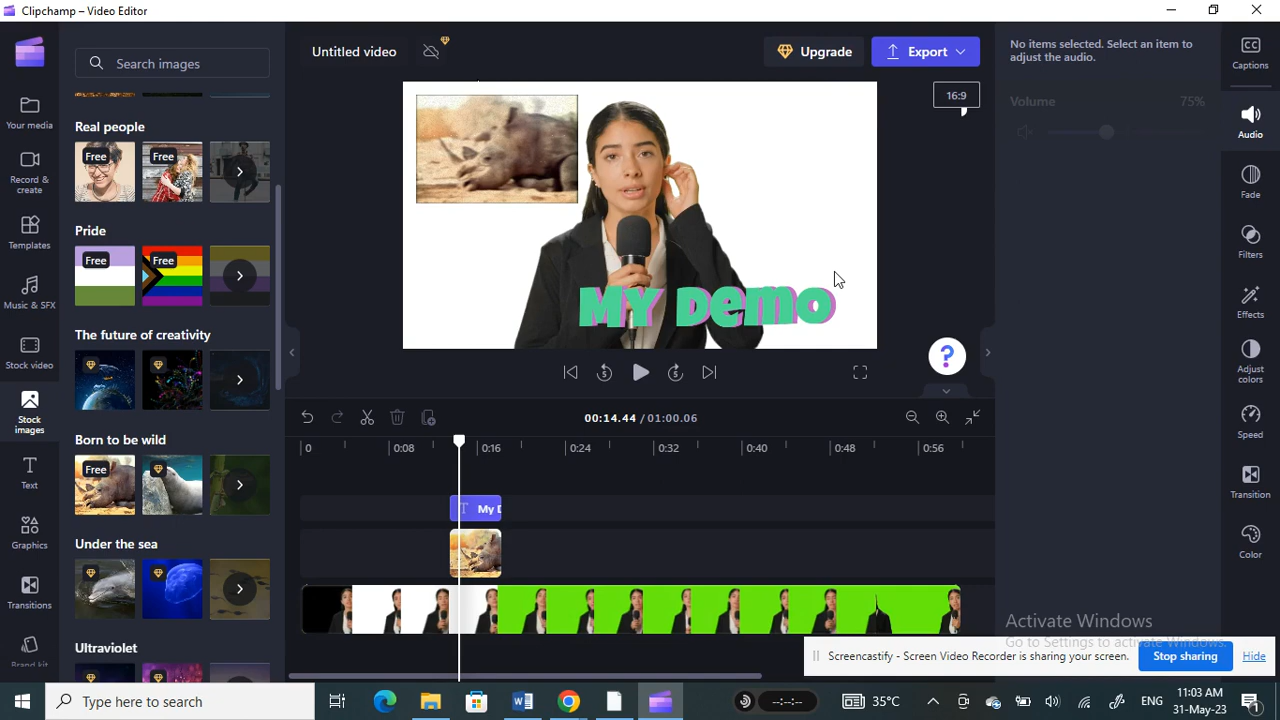 Clipchamp – Video Editor
Search images
Untitled video
Upgrade
Export
No items selected. Select an item to
adjust the audio.
Volume
75%
16:9
Your media
Record &
create
Templates
Music & SFX
Stock video
Stock
images
Text
Graphics
Transitions
Brand kit
Real people
Free
Free
Pride
Free
Free
The future of creativity
Born to be wild
Free
Under the sea
Ultraviolet
My Demo
5
5
?
00:14.44 / 01:00.06
0
0:08
0:16
0:24
0:32
0:40
0:48
0:56
T My D
Captions
CC
Audio
Fade
Filters
Effects
Adjust
colors
Speed
Transition
Color
Activate Windows
Go to Settings to activate Windows.
Screencastify - Screen Video Recorder is sharing your screen.
Stop sharing
Hide
Type here to search
--:--:--
35°C
ENG
11:03 AM
31-May-23
1